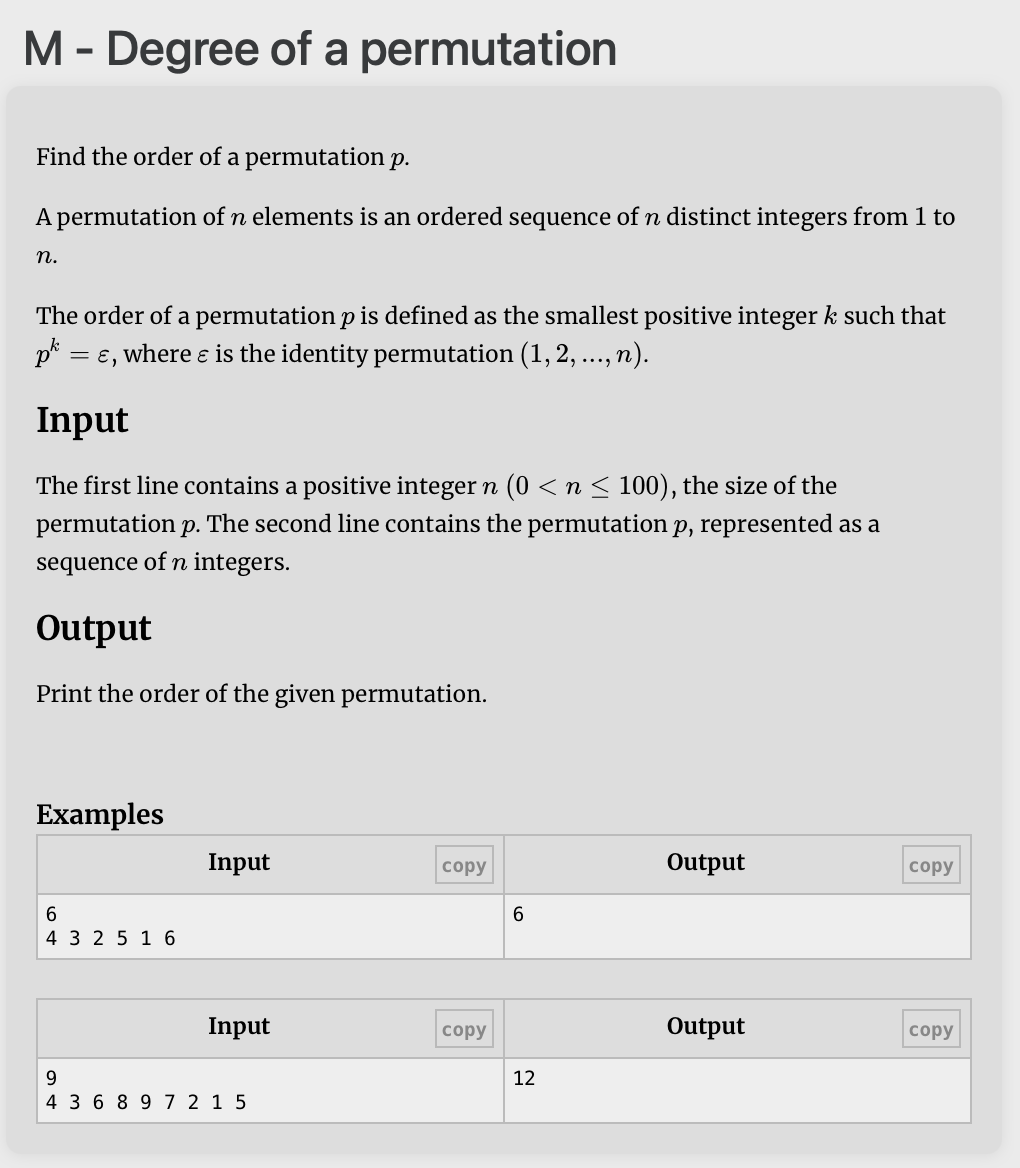 M - Degree of a permutation
Find the order of a permutation p.
A permutation of n elements is an ordered sequence of n distinct integers from 1 to
n.
The order of a permutation p is defined as the smallest positive integer k such that
p^k = ε, where ε is the identity permutation (1, 2, ..., n).
Input
The first line contains a positive integer n (0 < n ≤ 100), the size of the
permutation p. The second line contains the permutation p, represented as a
sequence of n integers.
Output
Print the order of the given permutation.
Examples
Input copy Output copy
6 6
4 3 2 5 1 6
Input copy Output copy
9 12
4 3 6 8 9 7 2 1 5